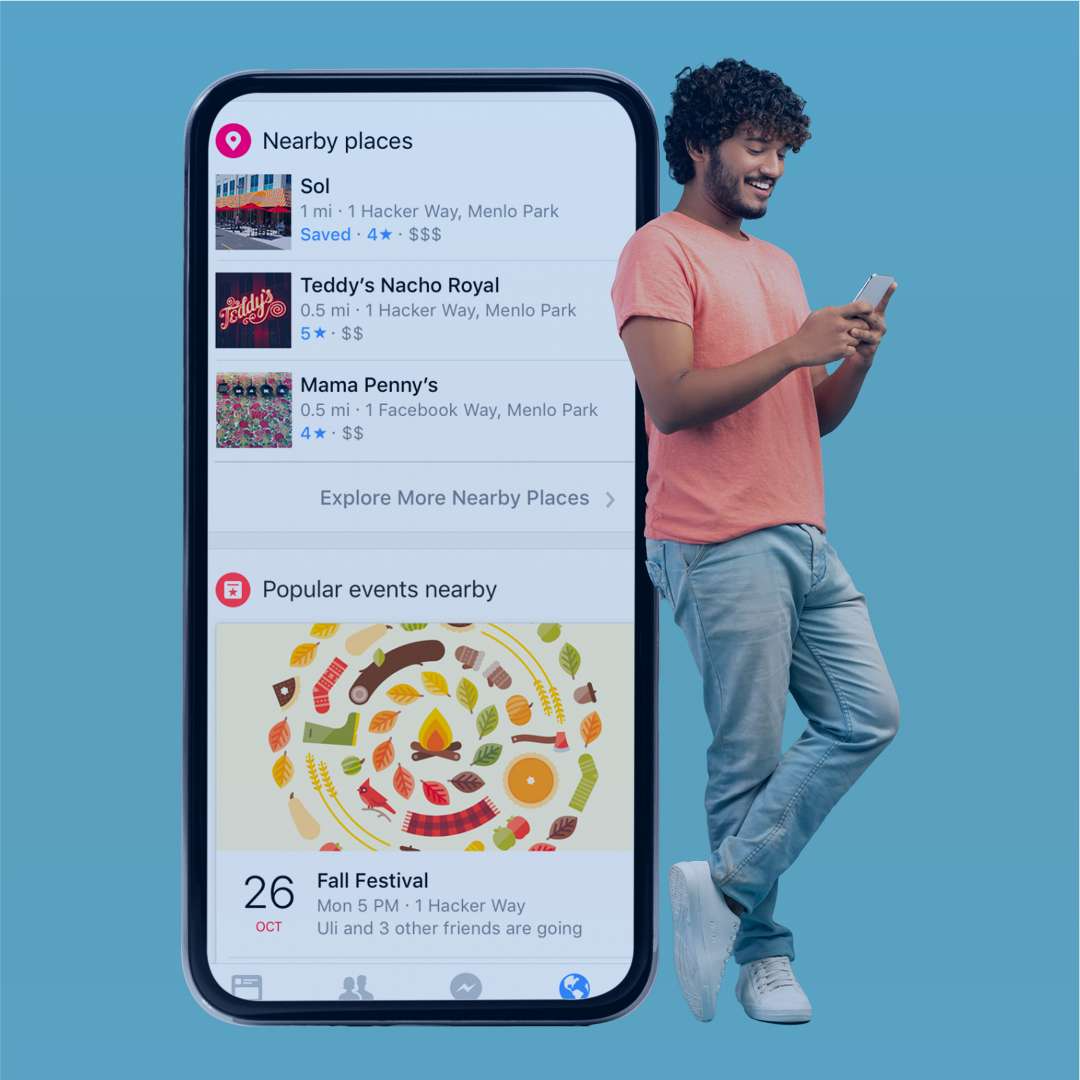 Nearby places
Sol
1 mi · 1 Hacker Way, Menlo Park
Saved · 4★ · $$$
Teddy's
Teddy’s Nacho Royal
0.5 mi · 1 Hacker Way, Menlo Park
5★ · $$
Mama Penny’s
0.5 mi · 1 Facebook Way, Menlo Park
4★ · $$
Explore More Nearby Places
Popular events nearby
26
OCT
Fall Festival
Mon 5 PM · 1 Hacker Way
Uli and 3 other friends are going